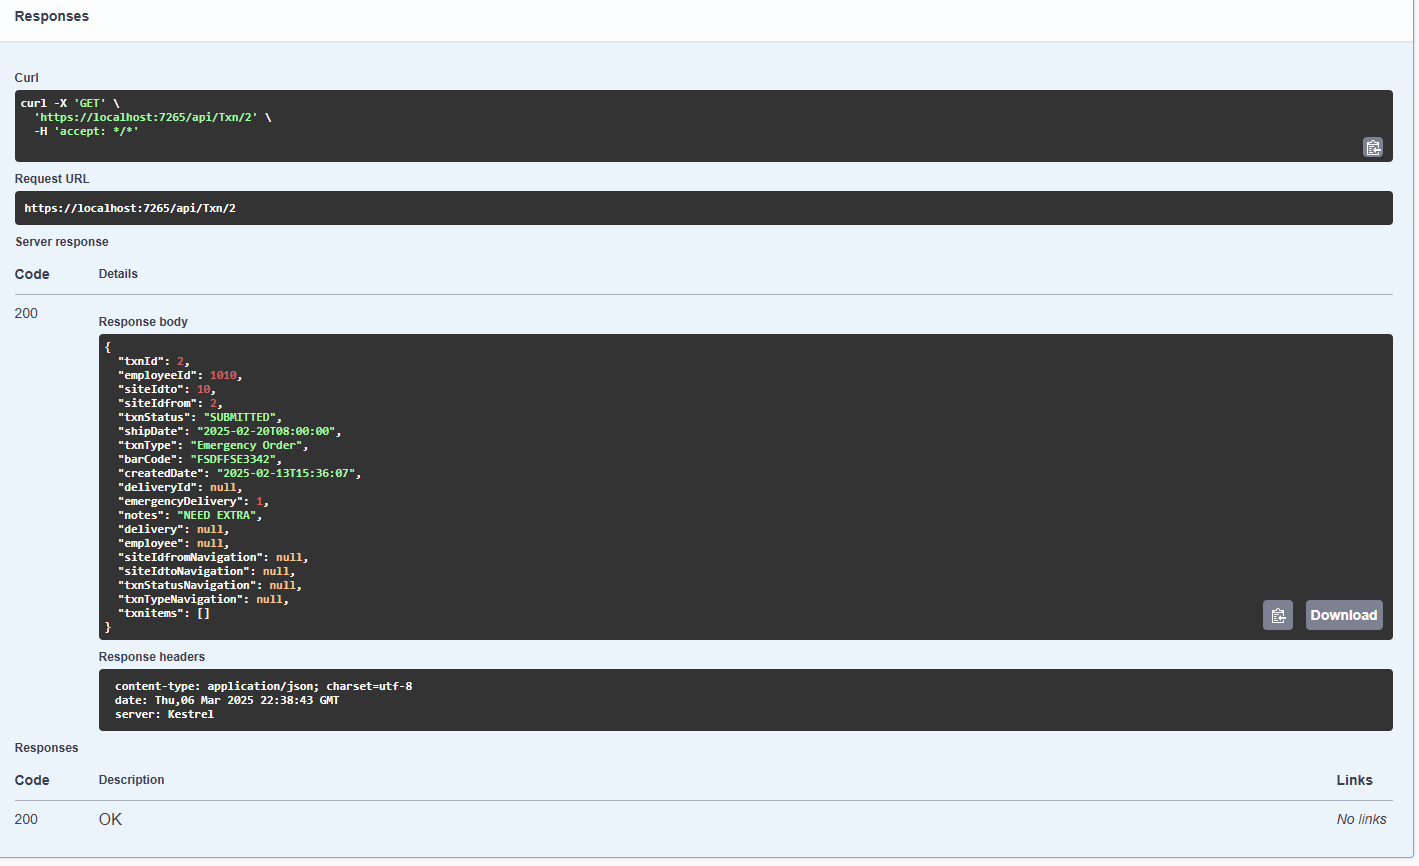 Responses
Curl
curl -X 'GET' \
'https://localhost:7265/api/Txn/2' \
-H 'accept: */*'
Request URL
https://localhost:7265/api/Txn/2
Server response
Code Details
200
Response body
{
"txnId": 2,
"employeeId": 1010,
"siteIdto": 10,
"siteIdfrom": 2,
"txnStatus": "SUBMITTED",
"shipDate": "2025-02-20T08:00:00",
"txnType": "Emergency Order",
"barCode": "FSDFFSE3342",
"createdDate": "2025-02-13T15:36:07",
"deliveryId": null,
"emergencyDelivery": 1,
"notes": "NEED EXTRA",
"delivery": null,
"employee": null,
"siteIdfromNavigation": null,
"siteIdtoNavigation": null,
"txnStatusNavigation": null,
"txnTypeNavigation": null,
"txnitems": []
}
Download
Response headers
content-type: application/json; charset=utf-8
date: Thu,06 Mar 2025 22:38:43 GMT
server: Kestrel
Responses
Code Description Links
200 OK No links